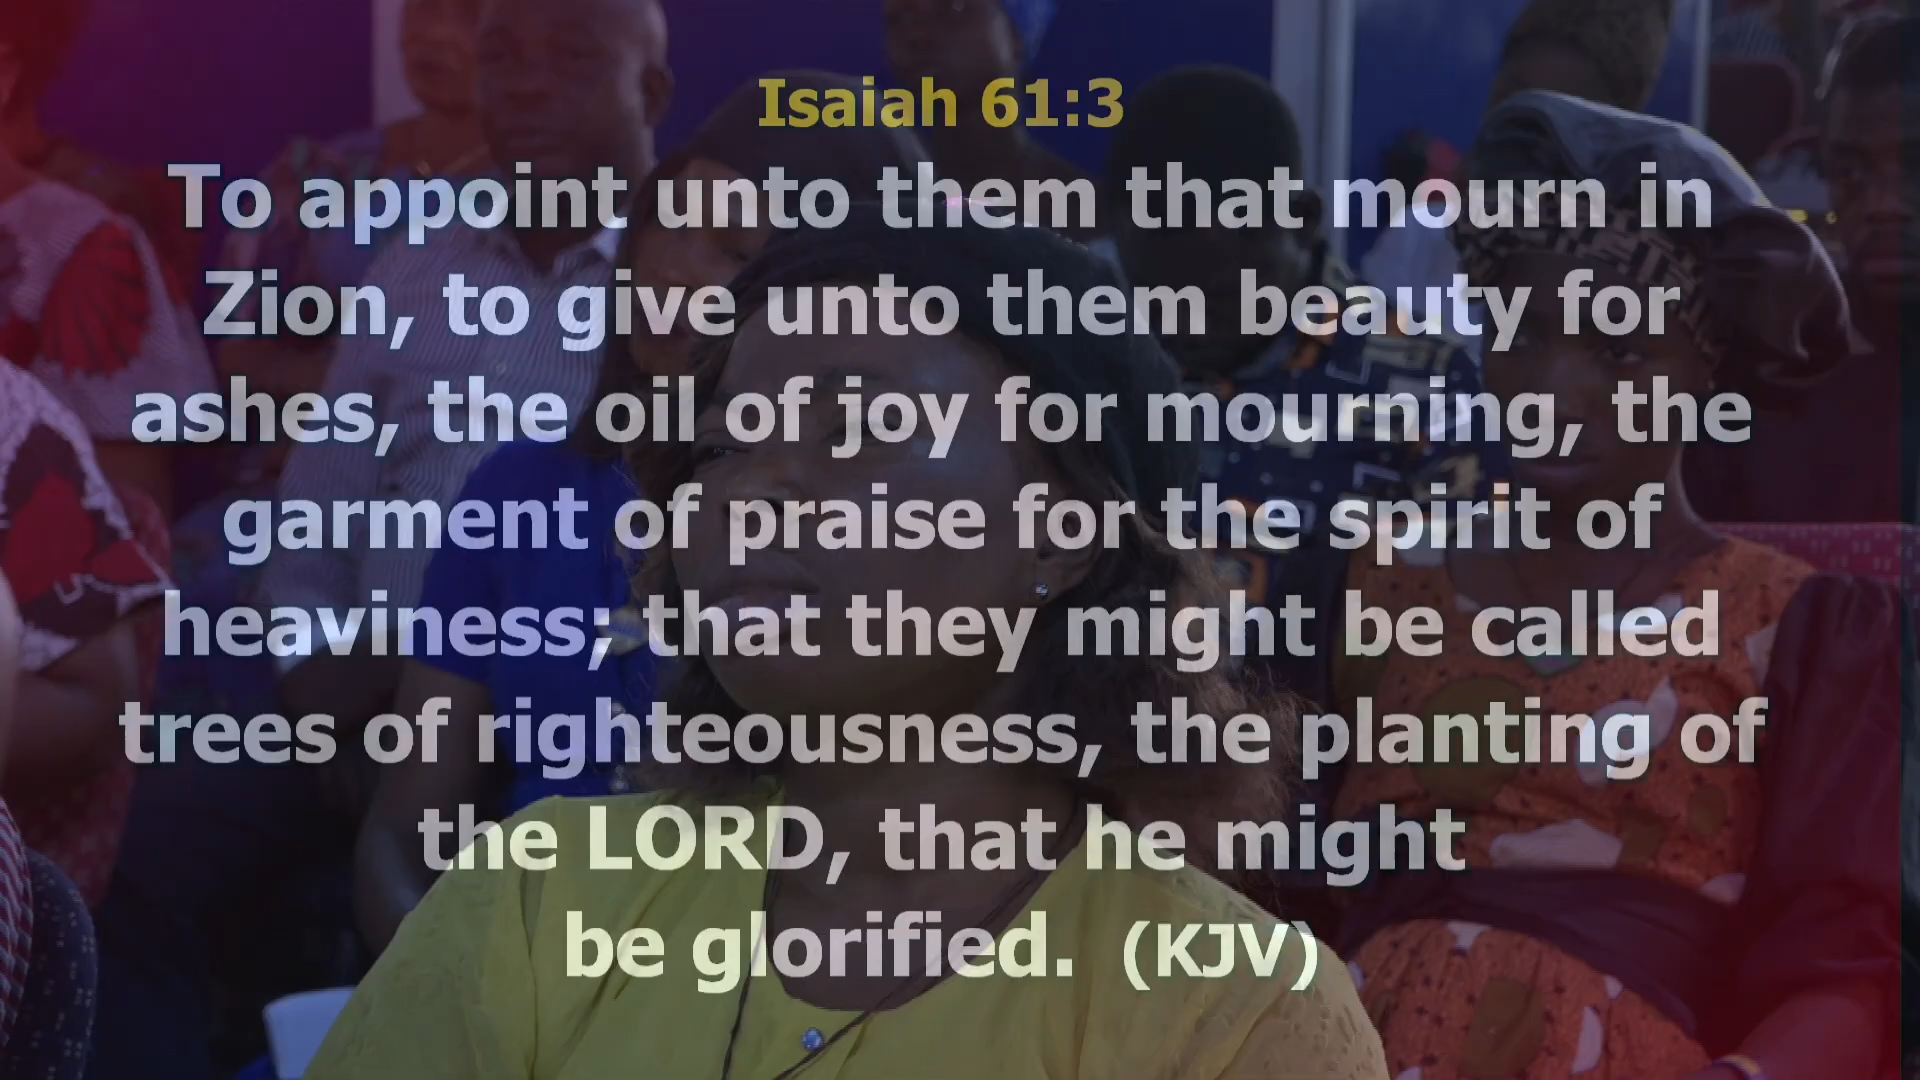 Isaiah 61:3
To appoint unto them that mourn in
Zion, to give unto them beauty for
ashes, the oil of joy for mourning, the
garment of praise for the spirit of
heaviness; that they might be called
trees of righteousness, the planting of
the LORD, that he might
be glorified. (KJV)